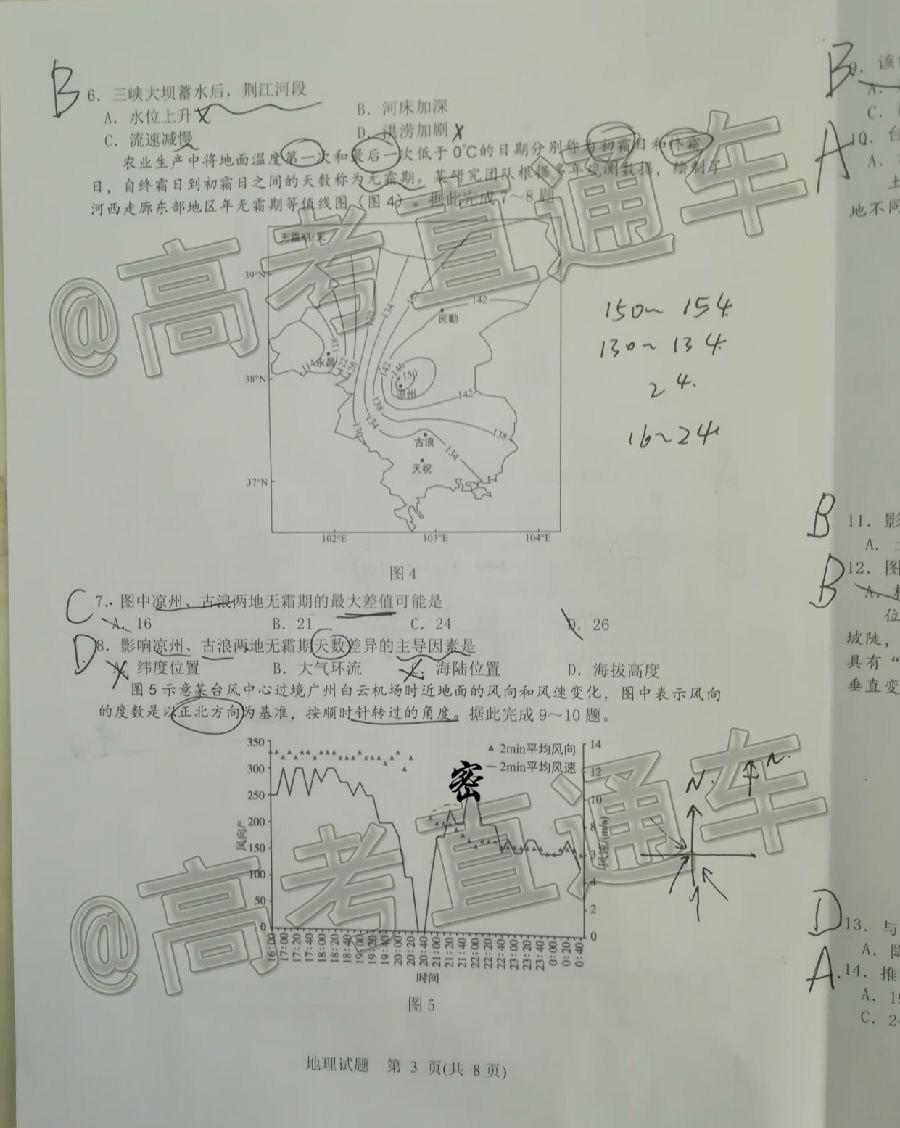 B
6. 三峡大坝蓄水后，荆江河段
A. 水位上升
B. 河床加深
C. 流速减慢
D. 洪涝加剧
农业生产中将地面温度第一次和最后一次低于0℃的日期分别称为初霜日和终霜
日，自终霜日到初霜日之间的天数称为无霜期。某研究团队根据多年观测数据，绘制了
河西走廊东部地区年无霜期等值线图（图4）。据此完成7～8题
无霜期/天
39°N
38°N
37°N
142
134
民勤
118
114
永昌
122
126
142
146
150
凉州
142
138
138
134
130
古浪
134
天祝
102°E 103°E 104°E
图4
150~154
130~134
24
16~24
C
7. 图中凉州、古浪两地无霜期的最大差值可能是
A. 16 B. 21 C. 24 D. 26
D
8. 影响凉州、古浪两地无霜期天数差异的主导因素是
A. 纬度位置 B. 大气环流 C. 海陆位置 D. 海拔高度
图5示意某台风中心过境广州白云机场时近地面的风向和风速变化，图中表示风向
的度数是以正北方向为基准，按顺时针转过的角度。据此完成9～10题。
350
300
250
200
150
100
50
0
风向/°
▲ 2min平均风向
— 2min平均风速
密
14
12
10
8
6
4
2
0
风速/(m/s)
16:00 17:00 17:20 17:40 18:00 18:20 18:40 19:00 19:20 19:40 20:00 20:20 20:40 21:00 21:20 21:40 22:00 22:20 22:40 23:00 23:20 23:40 0:00 0:20 0:40
时间
图5
N
地理试题 第 3 页(共 8 页)
@高考直通车
@高考直通车
B
9. 该
A.
C.
A
10. 台
A.
地不同
B
11. 影
A.
B
12. 图
A.
位
坡陡，
具有“
垂直变
D
13. 与
A.
A
14. 推
A. 1
C. 2